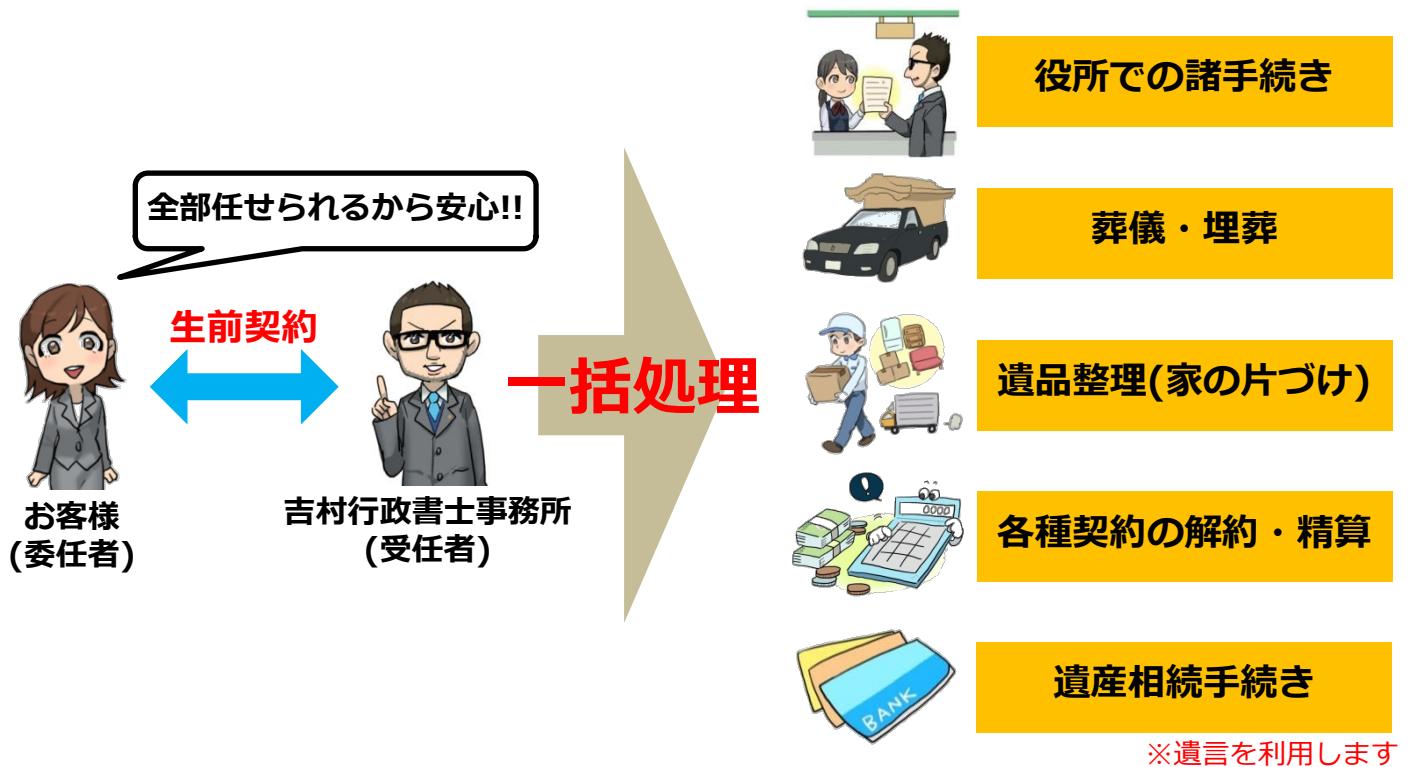 全部任せられるから安心!!
生前契約
お客様
(委任者)
吉村行政書士事務所
(受任者)
一括処理
役所での諸手続き
葬儀・埋葬
遺品整理(家の片づけ)
0000
各種契約の解約・精算
BANK
遺産相続手続き
※遺言を利用します